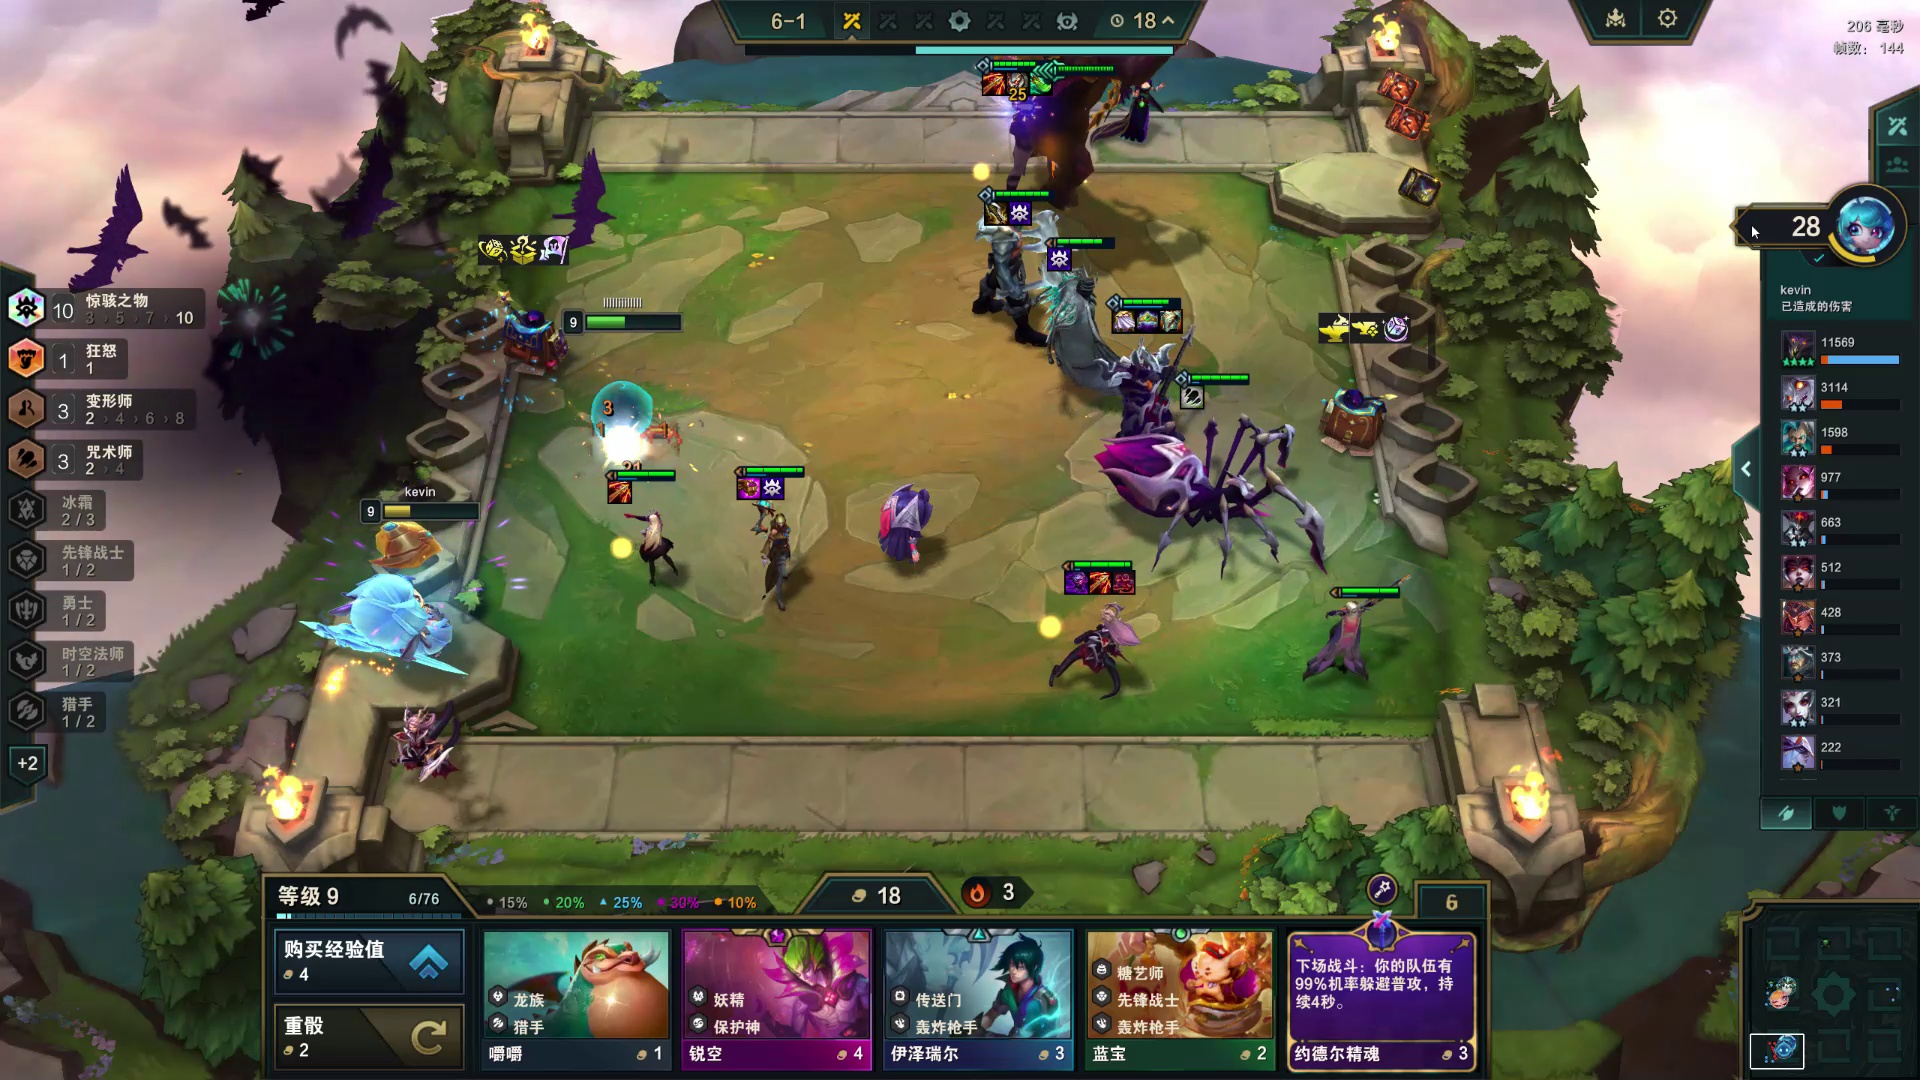 6-1
18
206 毫秒
帧数： 144
25
28
kevin
已造成的伤害
11569
3114
1598
977
663
512
428
373
321
222
10
惊骇之物
3 › 5 › 7 › 10
1
狂怒
1
3
变形师
2 › 4 › 6 › 8
3
咒术师
2 › 4
冰霜
2 / 3
先锋战士
1 / 2
勇士
1 / 2
时空法师
1 / 2
猎手
1 / 2
+2
9
3
kevin
9
等级 9
6/76
15%
20%
25%
30%
10%
18
3
6
购买经验值
4
重骰
2
龙族
猎手
嚼嚼
1
妖精
保护神
锐空
4
传送门
轰炸枪手
伊泽瑞尔
3
糖艺师
先锋战士
轰炸枪手
蓝宝
2
下场战斗：你的队伍有
99%机率躲避普攻，持
续4秒。
约德尔精魂
3